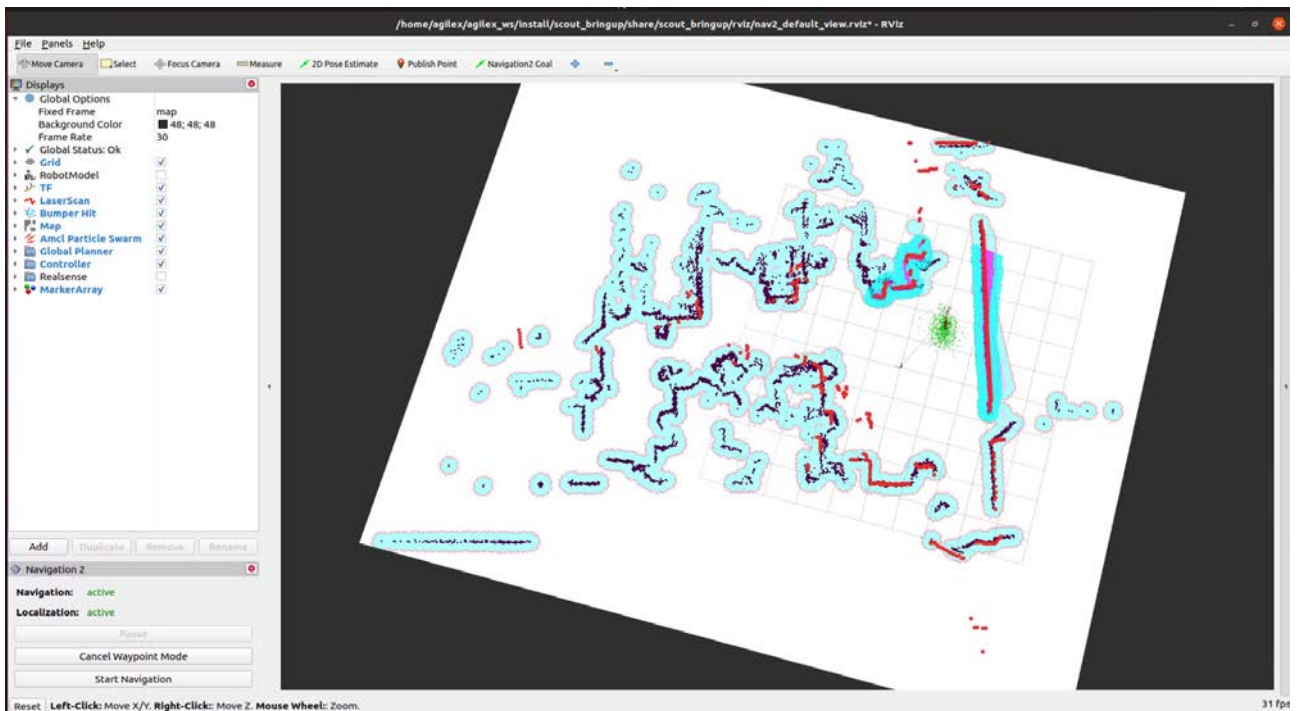 /home/agilex/agilex_ws/install/scout_bringup/share/scout_bringup/rviz/nav2_default_view.rviz* - RViz
File Panels Help
Move Camera Select Focus Camera Measure 2D Pose Estimate Publish Point Navigation2 Goal
Displays
Global Options
Fixed Frame map
Background Color 48; 48; 48
Frame Rate 30
Global Status: Ok
Grid
RobotModel
TF
LaserScan
Bumper Hit
Map
Amcl Particle Swarm
Global Planner
Controller
Realsense
MarkerArray
Add Duplicate Remove Rename
Navigation 2
Navigation: active
Localization: active
Pause
Cancel Waypoint Mode
Start Navigation
Reset Left-Click: Move X/Y. Right-Click:: Move Z. Mouse Wheel:: Zoom. 31 fps